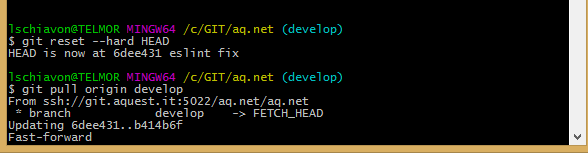 lschiavon@TELMOR MINGW64 /c/GIT/aq.net (develop)
$ git reset --hard HEAD
HEAD is now at 6dee431 eslint fix
lschiavon@TELMOR MINGW64 /c/GIT/aq.net (develop)
$ git pull origin develop
From ssh://git.aquest.it:5022/aq.net/aq.net
 * branch            develop    -> FETCH_HEAD
Updating 6dee431..b414b6f
Fast-forward